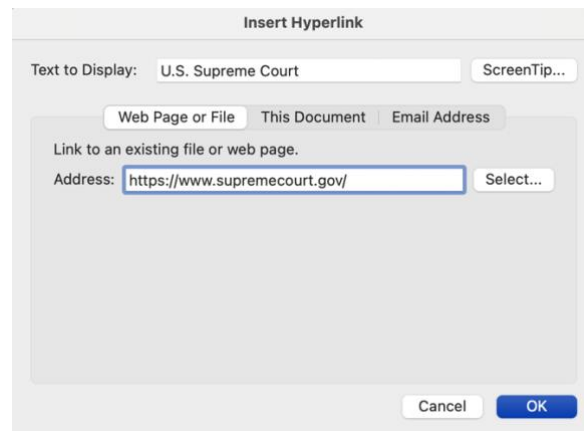 Insert Hyperlink
Text to Display: U.S. Supreme Court ScreenTip...
Web Page or File This Document Email Address
Link to an existing file or web page.
Address: https://www.supremecourt.gov/ Select...
Cancel OK